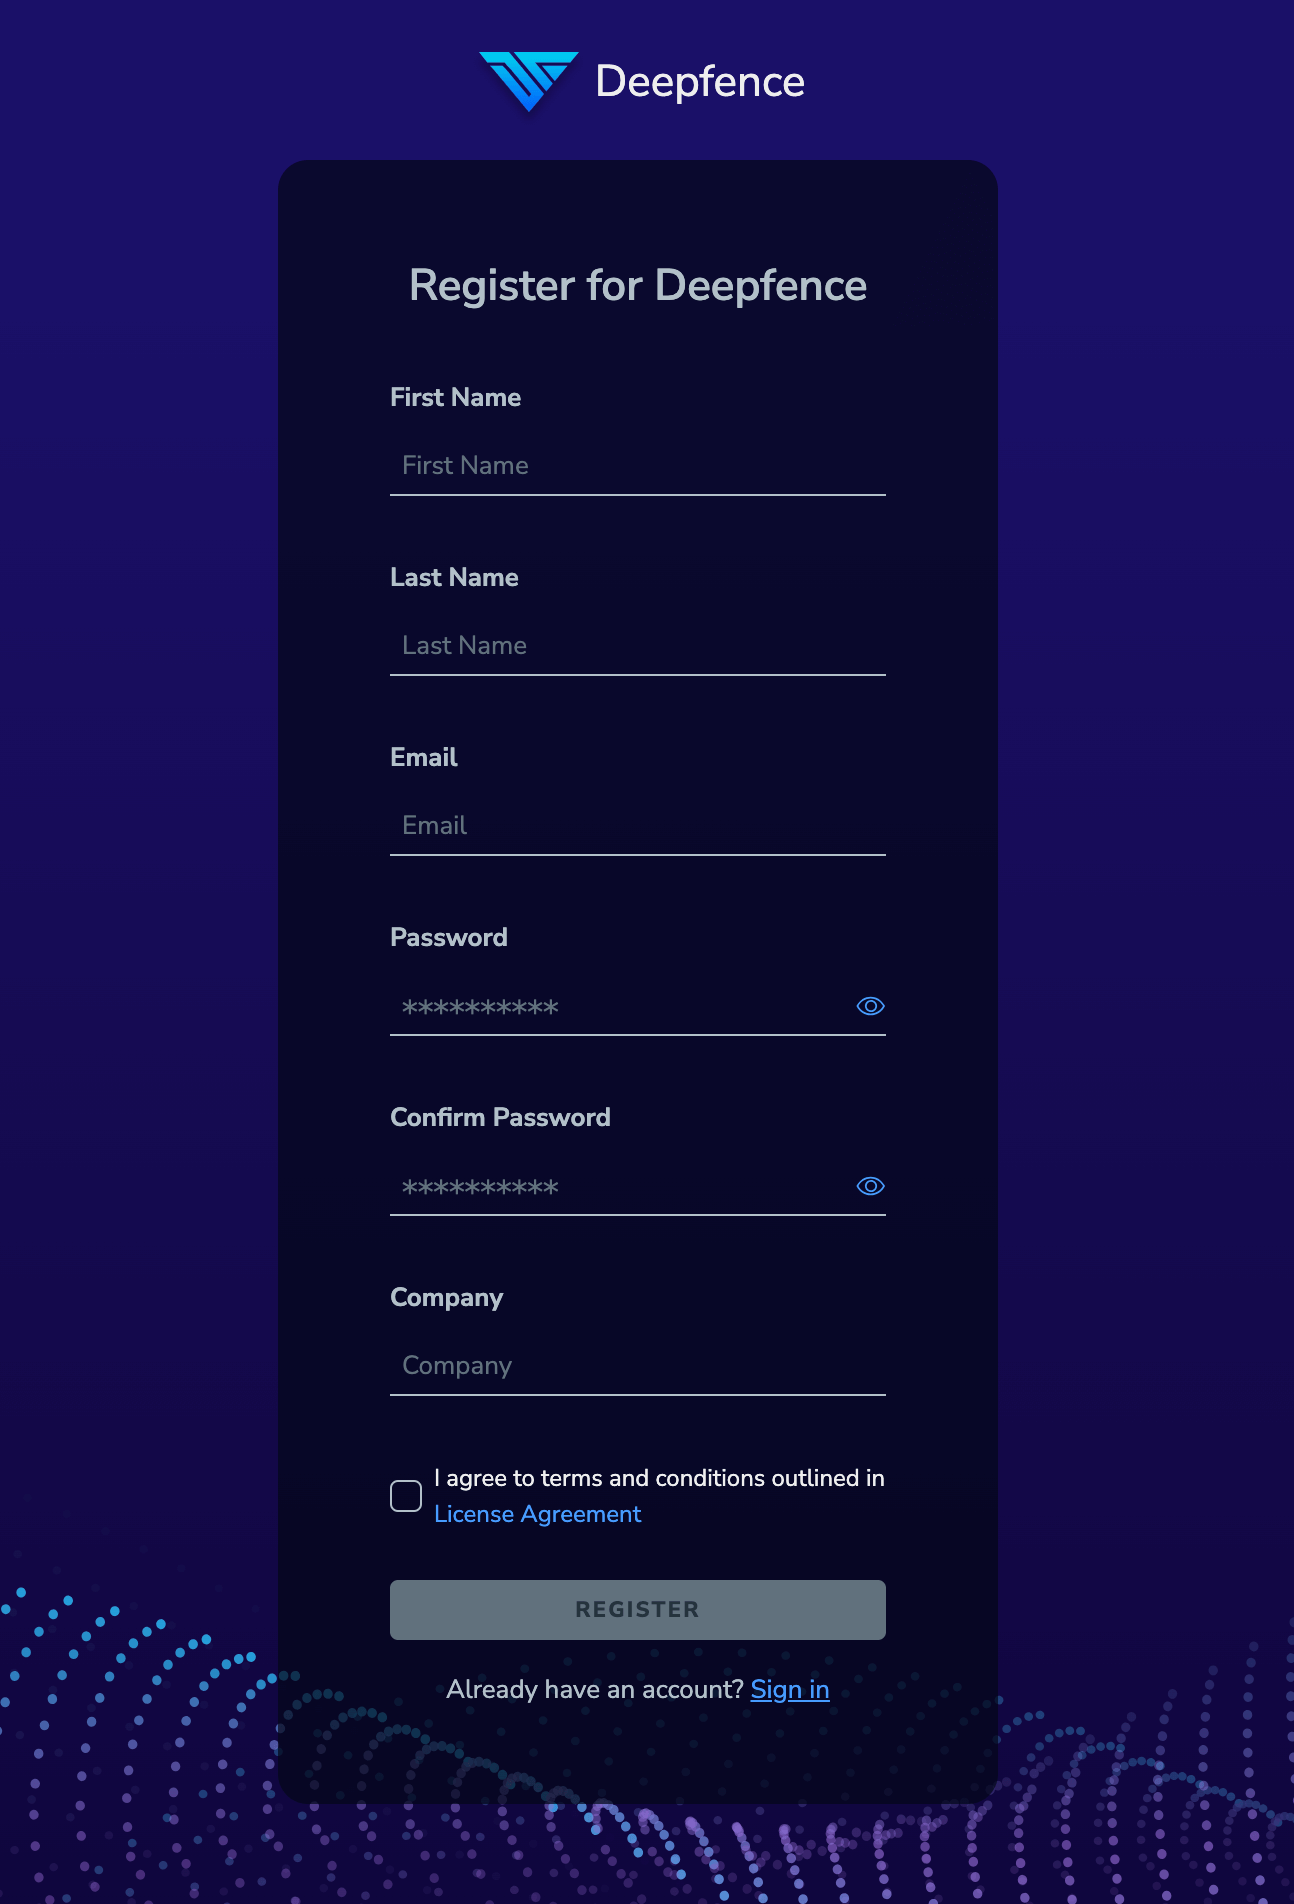 Deepfence
Register for Deepfence
First Name
First Name
Last Name
Last Name
Email
Email
Password
**********
Confirm Password
**********
Company
Company
I agree to terms and conditions outlined in
License Agreement
REGISTER
Already have an account? Sign in